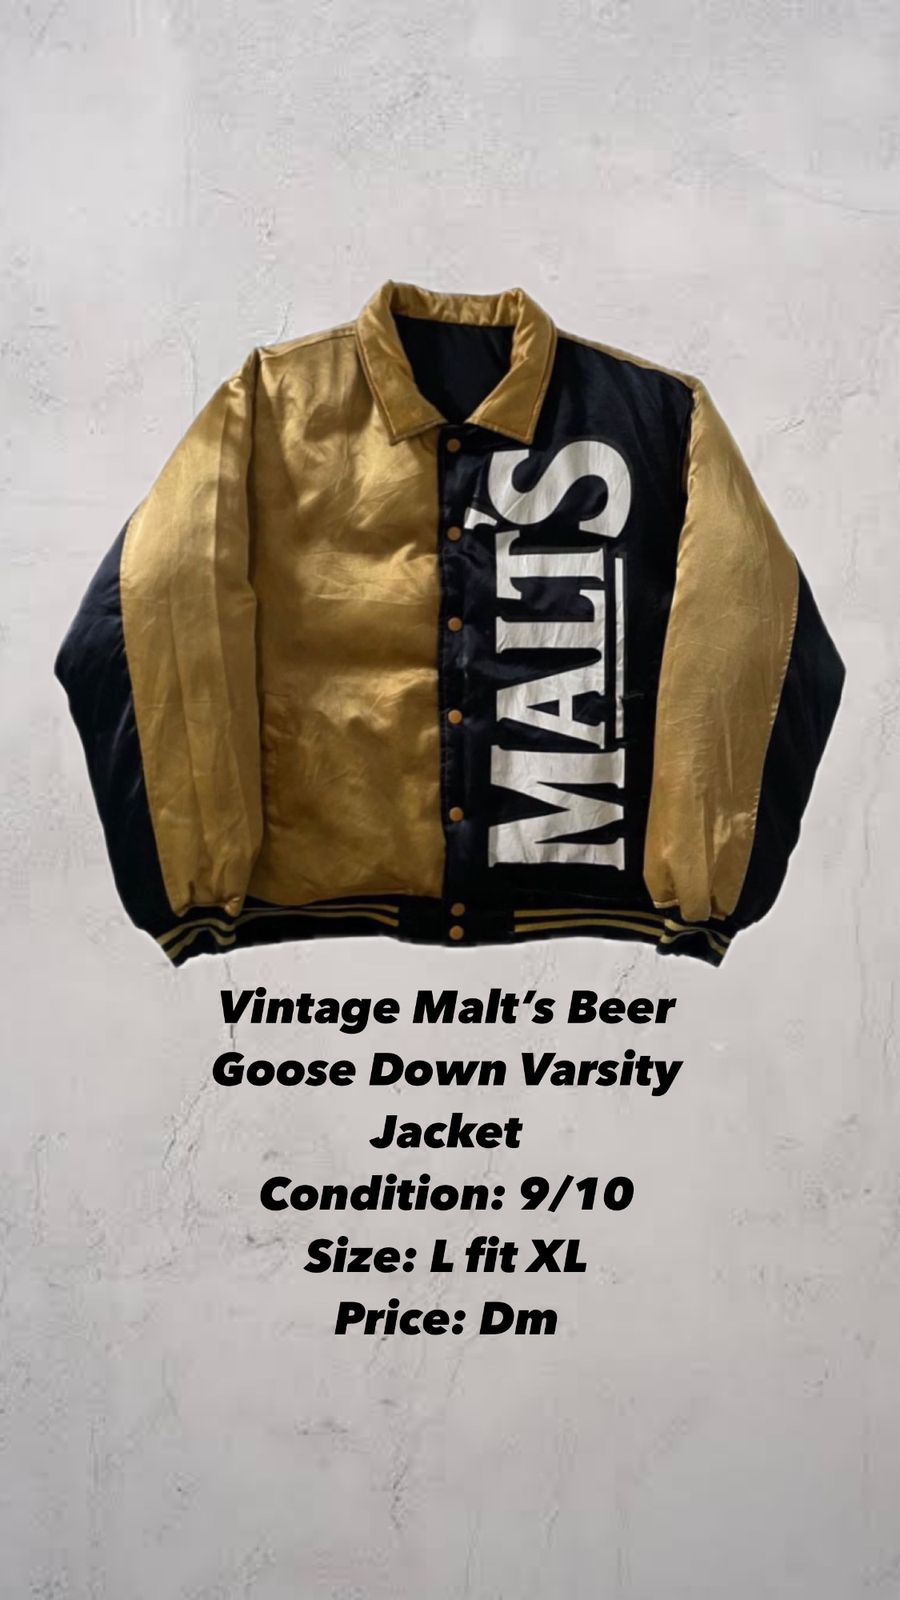 MALT'S
Vintage Malt's Beer
Goose Down Varsity
Jacket
Condition: 9/10
Size: L fit XL
Price: Dm